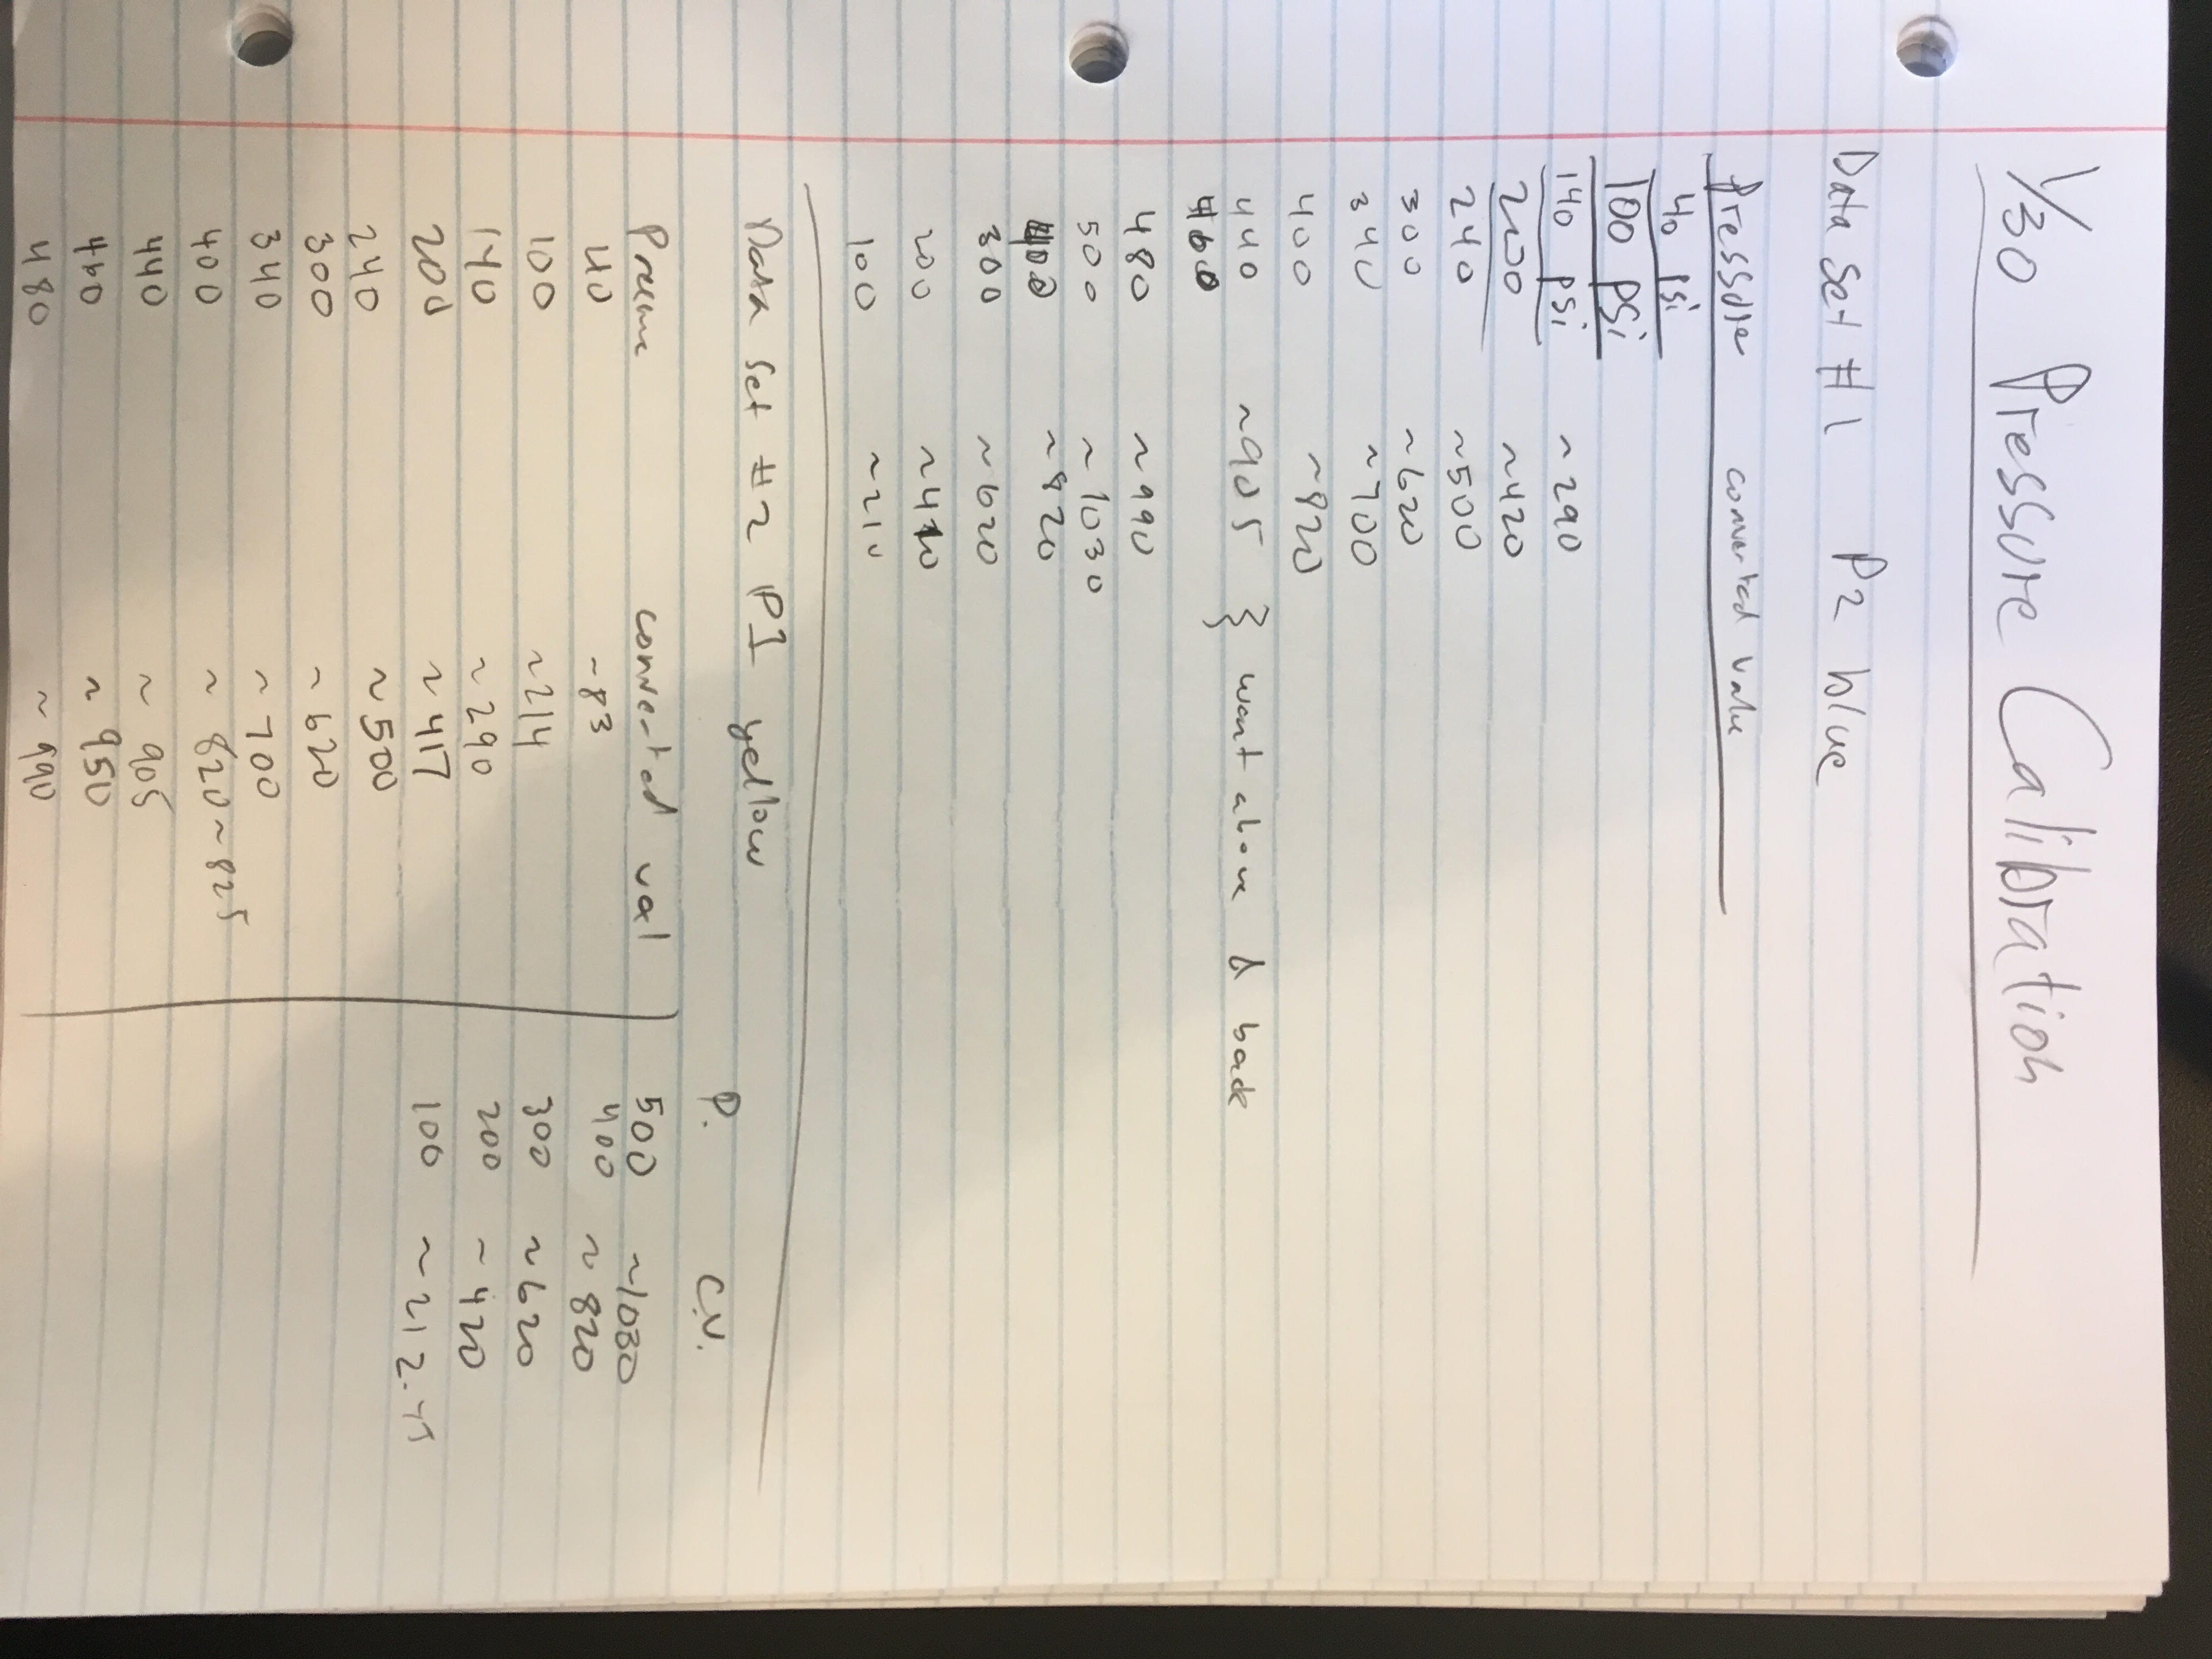 1/30 Pressure Calibration
Data Set #1 P2 blue
Pressure converted value
40 psi
100 psi
140 psi ~290
200 ~420
240 ~500
300 ~620
340 ~700
400 ~820
440 ~905 } went above & back
460
480 ~990
500 ~1030
400 ~820
300 ~620
200 ~420
100 ~210
Data Set #2 P1 yellow
Pressure converted val
40 ~83
100 ~214
140 ~290
200 ~417
240 ~500
300 ~620
340 ~700
400 ~820~825
440 ~905
460 ~950
480 ~990
P. C.V.
500 ~1030
400 ~820
300 ~620
200 ~420
100 ~212.